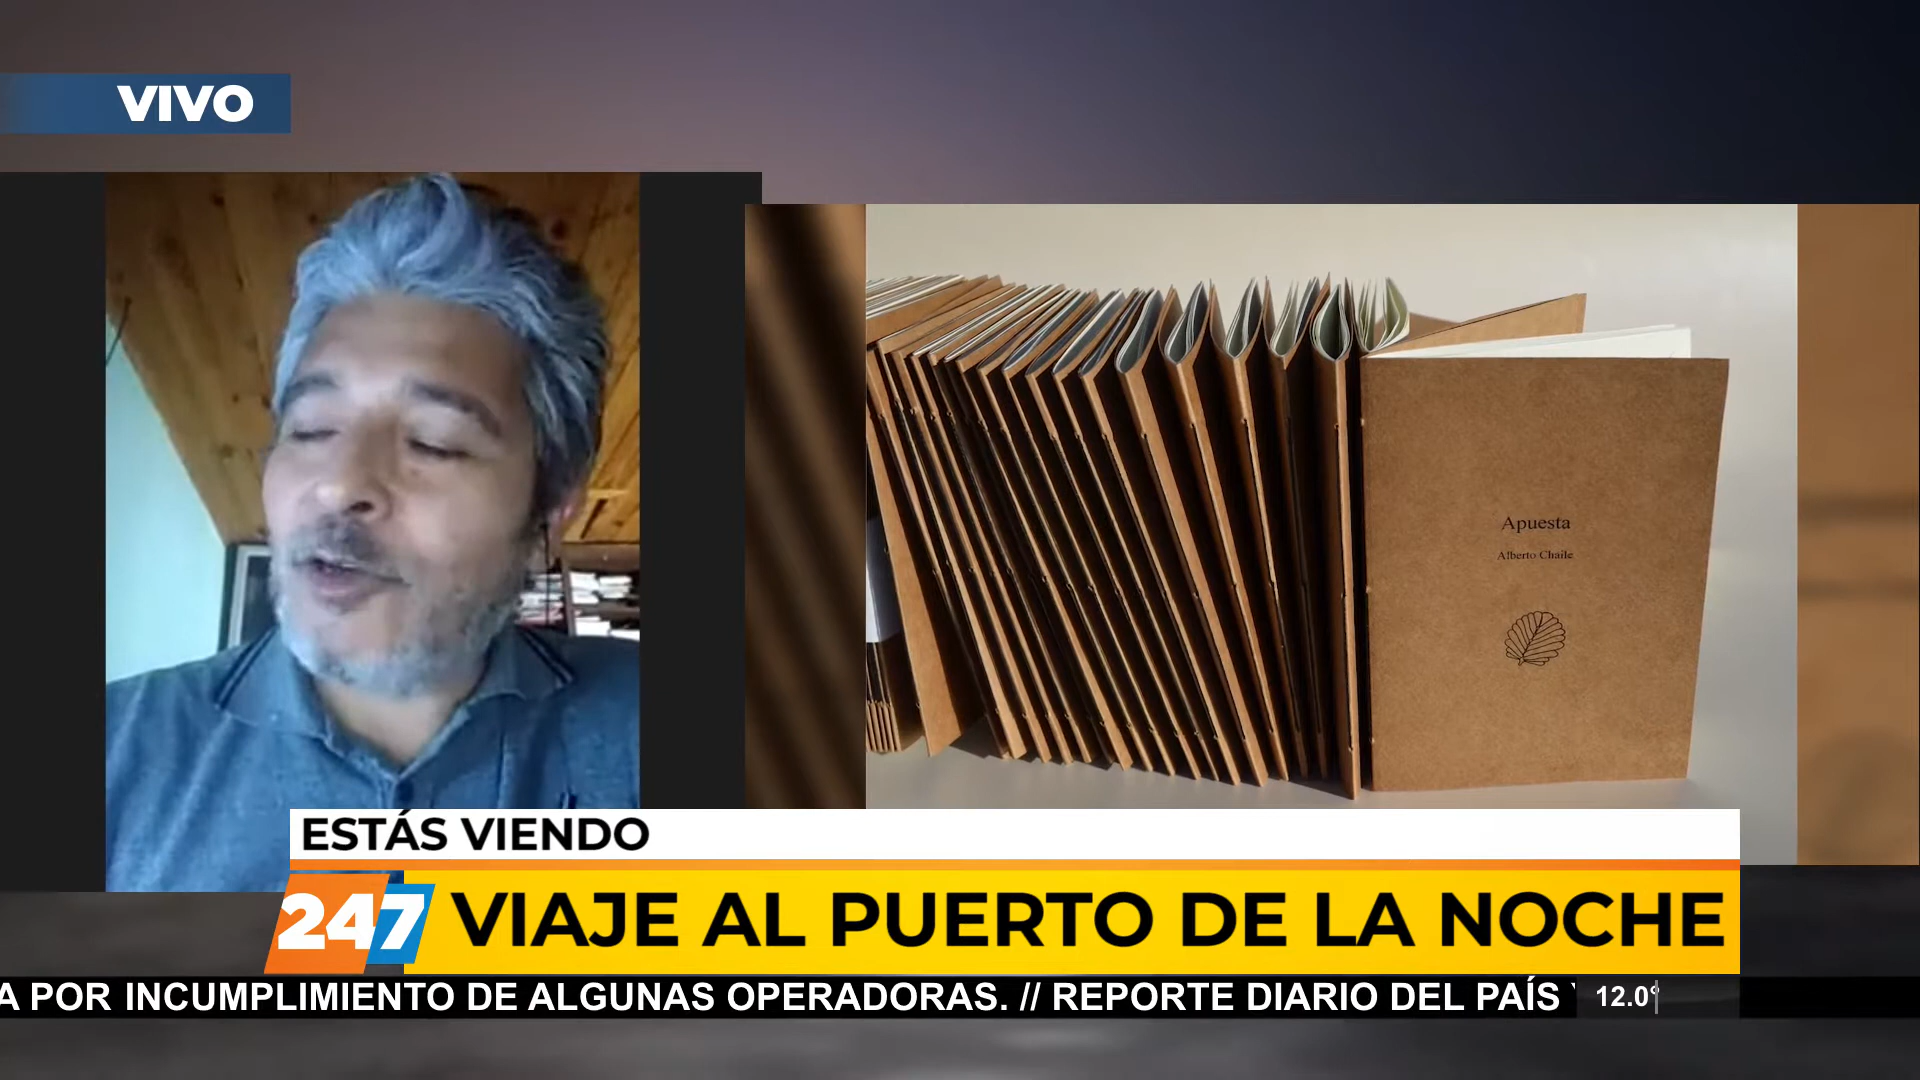 VIVO
Apuesta
Alberto Chaile
ESTÁS VIENDO
247 VIAJE AL PUERTO DE LA NOCHE
A POR INCUMPLIMIENTO DE ALGUNAS OPERADORAS. // REPORTE DIARIO DEL PAÍS
12.0°